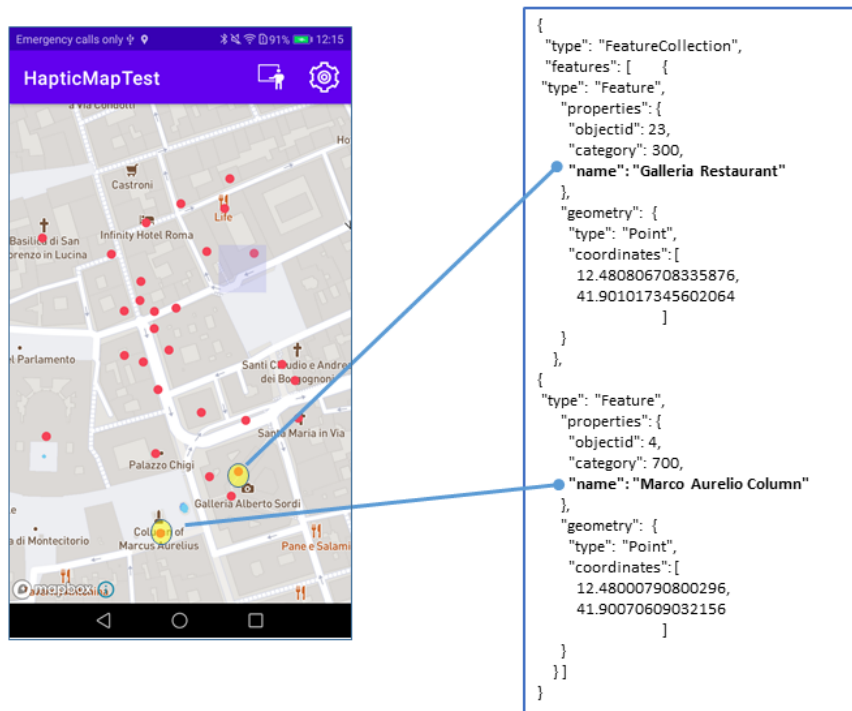 Emergency calls only 91% 12:15
HapticMapTest
a Via Condotti
Ho
Castroni
Life
Infinity Hotel Roma
Basilica di San
orenzo in Lucina
el Parlamento
Santi Claudio e Andrea
dei Borgognoni
Santa Maria in Via
Palazzo Chigi
Galleria Alberto Sordi
Column of
Marcus Aurelius
a di Montecitorio
Pane e Salami
mapbox
{
"type": "FeatureCollection",
"features": [ {
"type": "Feature",
"properties": {
"objectid": 23,
"category": 300,
"name": "Galleria Restaurant"
},
"geometry": {
"type": "Point",
"coordinates": [
12.480806708335876,
41.901017345602064
]
}
},
{
"type": "Feature",
"properties": {
"objectid": 4,
"category": 700,
"name": "Marco Aurelio Column"
},
"geometry": {
"type": "Point",
"coordinates": [
12.48000790800296,
41.90070609032156
]
}
} ]
}